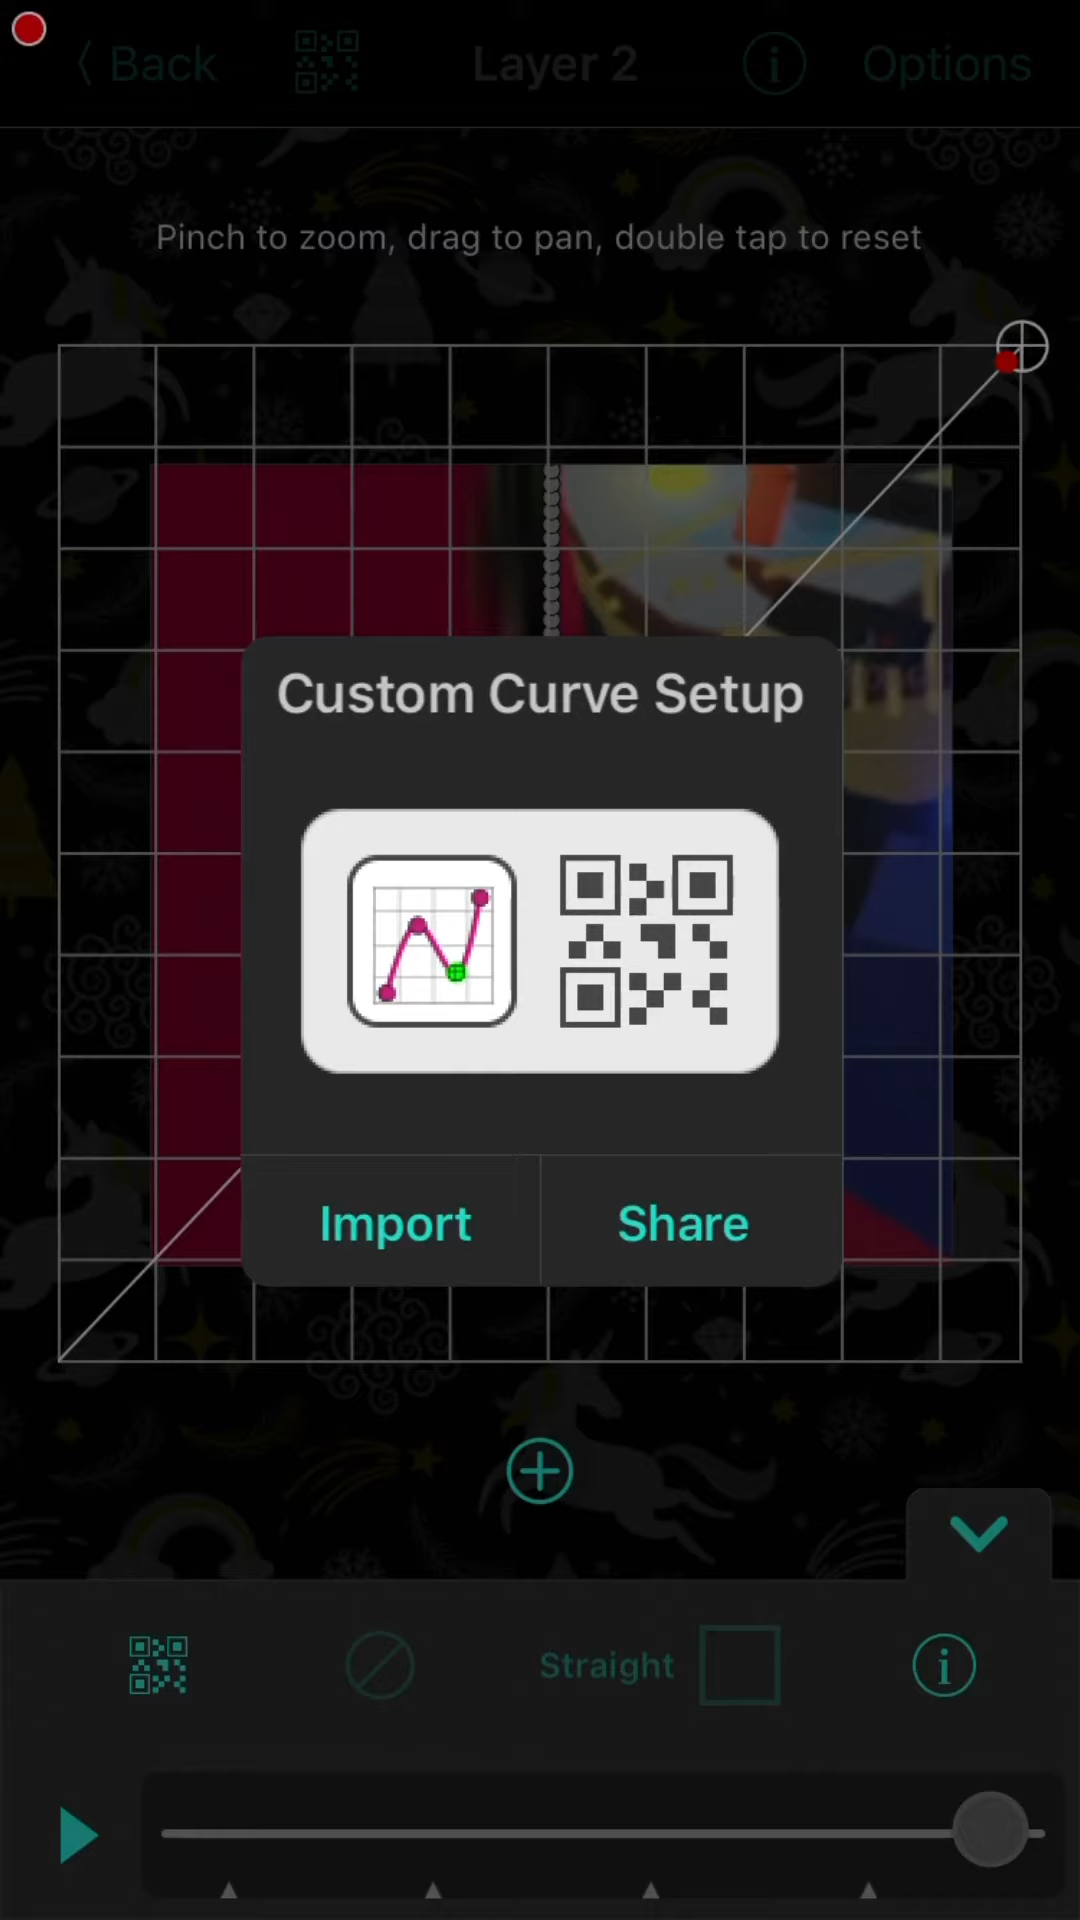 Back
Layer 2
Options
Pinch to zoom, drag to pan, double tap to reset
Custom Curve Setup
Import
Share
Straight